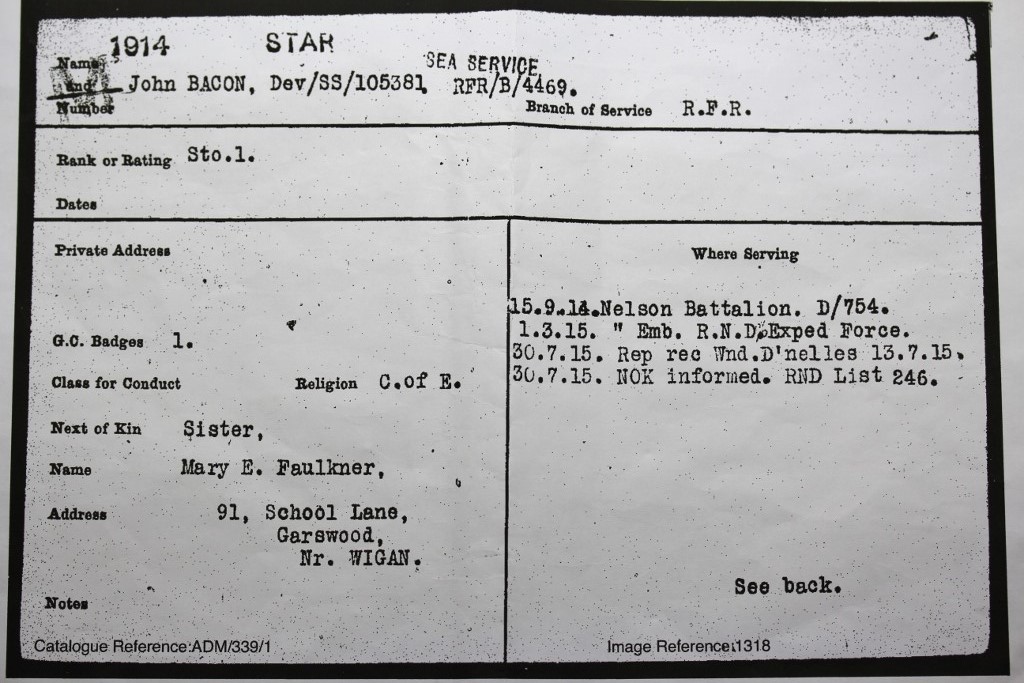 1914 STAR
SEA SERVICE
Name
and John BACON, Dev/SS/105381. RFR/B/4469.
Number Branch of Service R.F.R.
Rank or Rating Sto.1.
Dates
Private Address
G.C. Badges 1.
Class for Conduct Religion C.of E.
Next of Kin Sister,
Name Mary E. Faulkner,
Address 91, School Lane,
Garswood,
Nr. WIGAN.
Notes
Where Serving
15.9.14.Nelson Battalion. D/754.
1.3.15. " Emb. R.N.D. Exped Force.
30.7.15. Rep rec Wnd.D'nelles 13.7.15.
30.7.15. NOK informed. RND List 246.
See back.
Catalogue Reference:ADM/339/1 Image Reference:1318